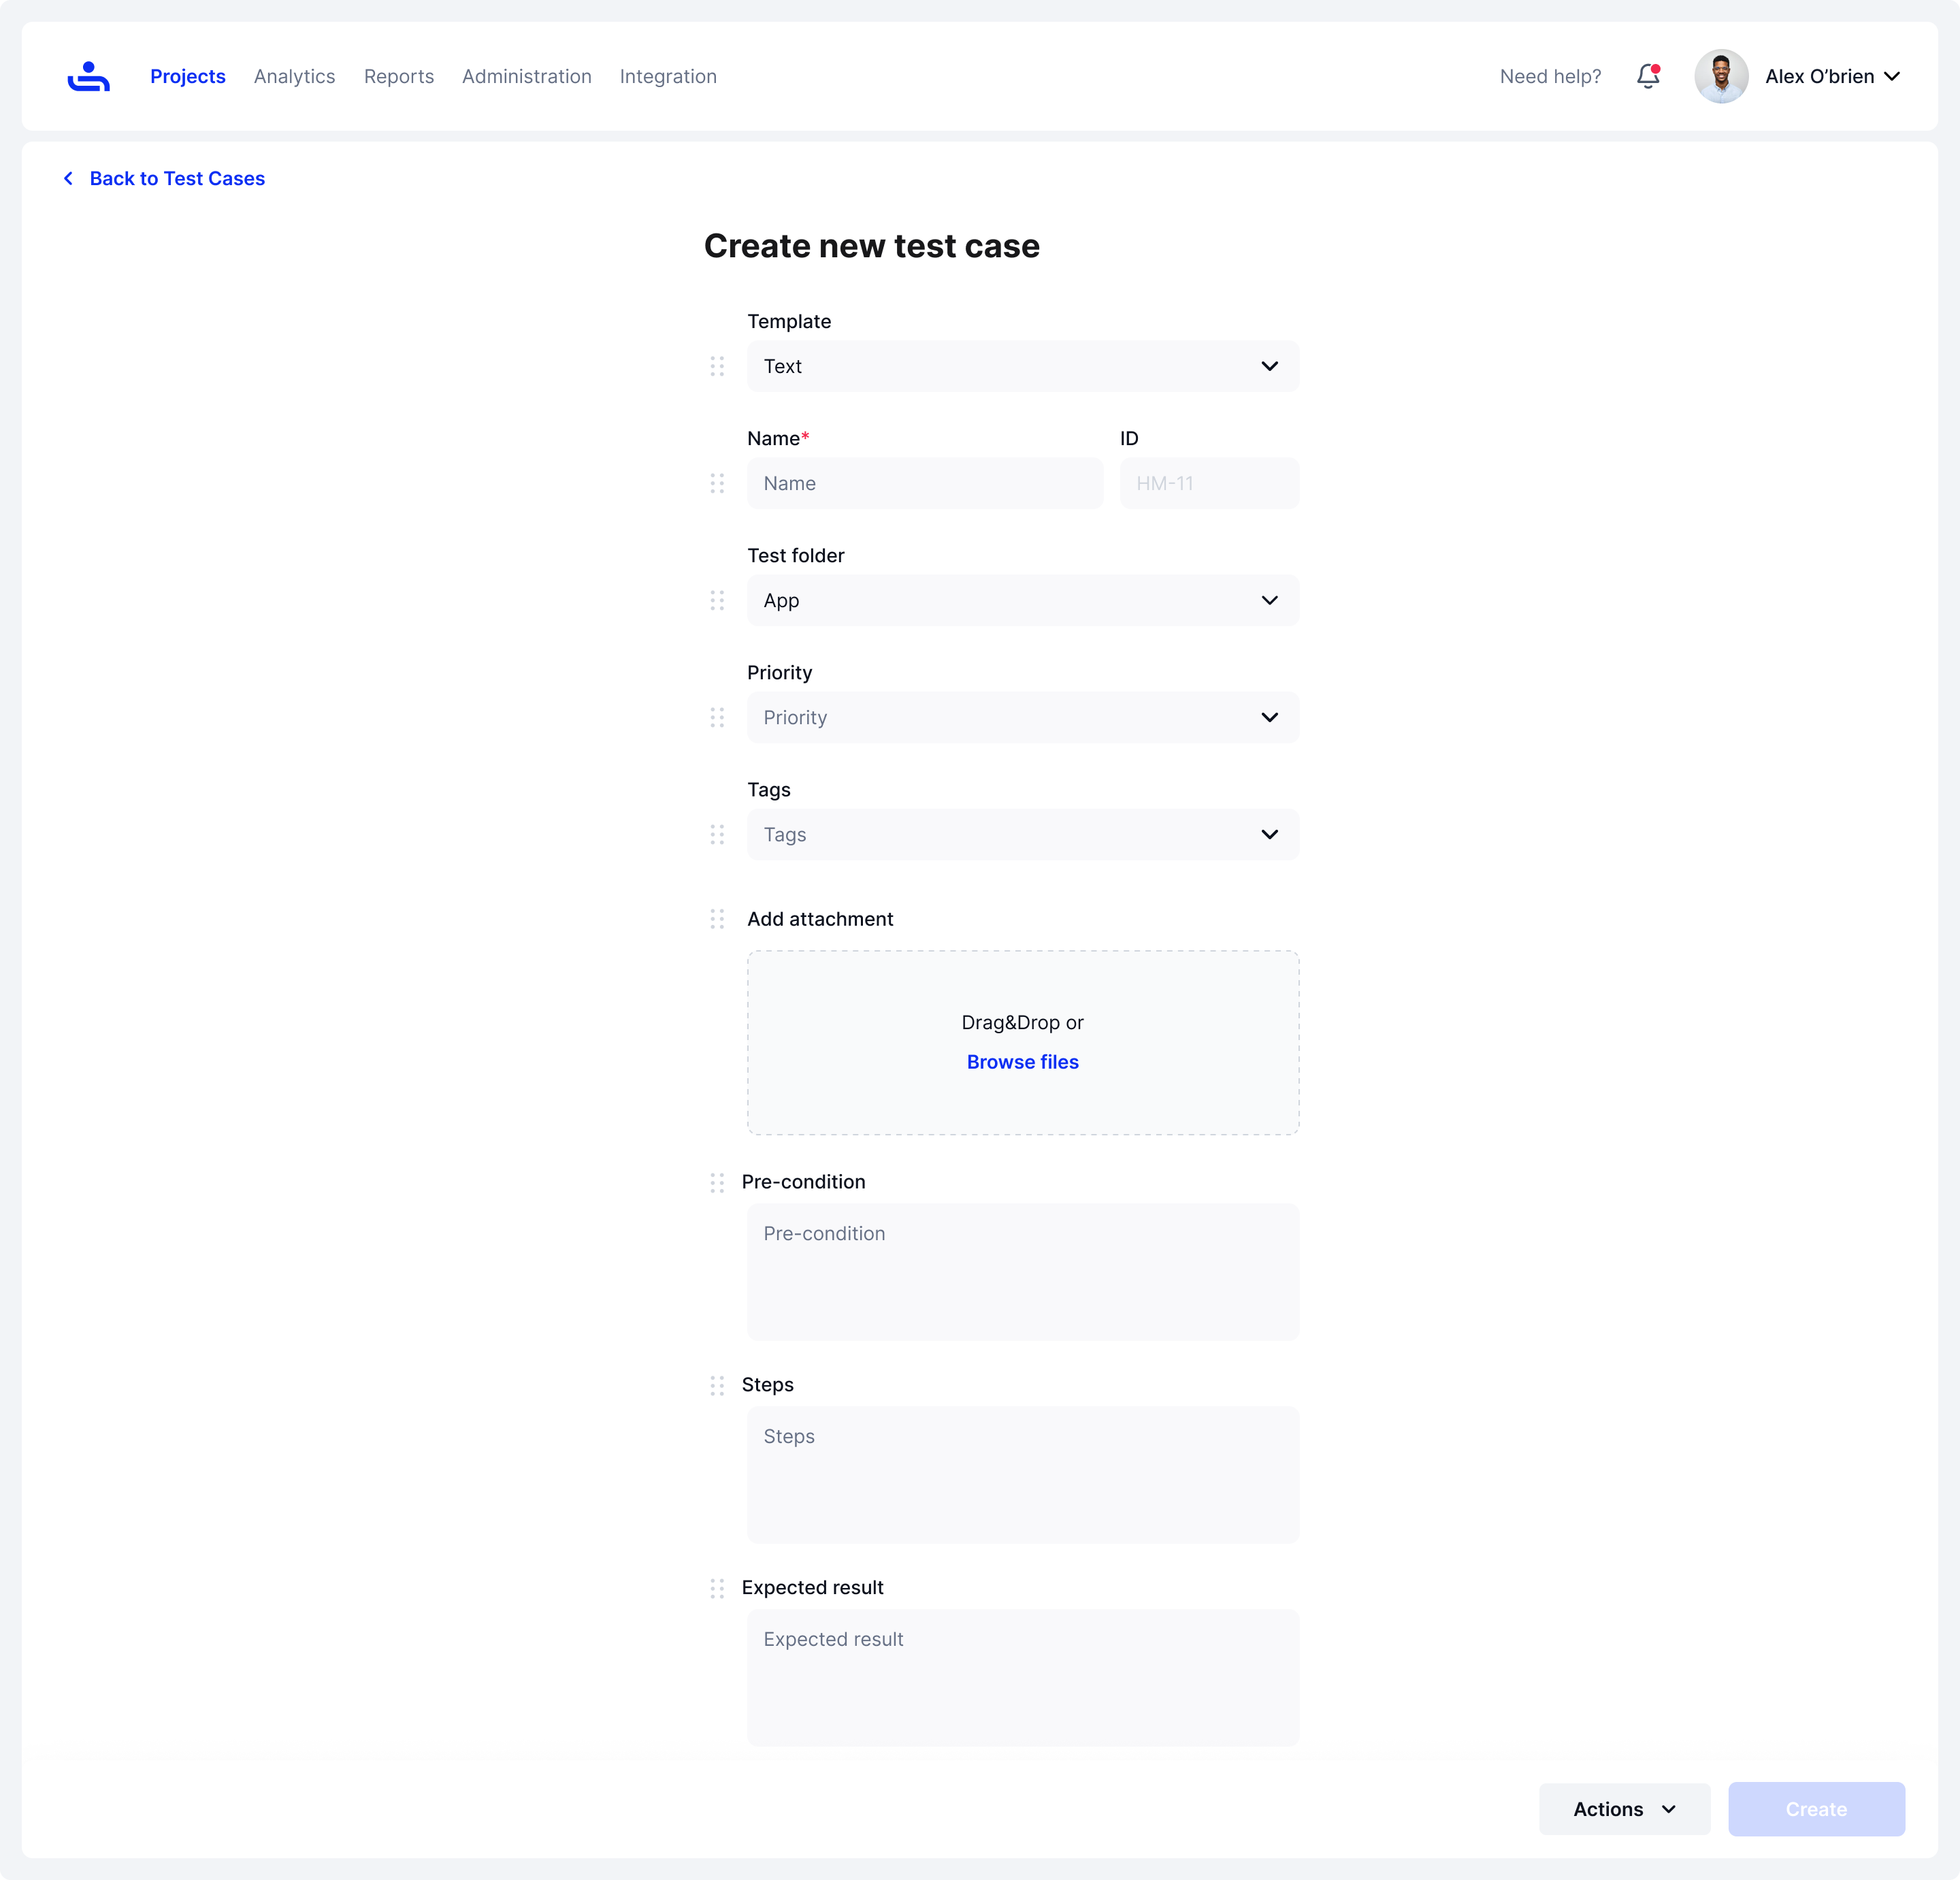 Projects Analytics Reports Administration Integration Need help? Alex O’brien
Back to Test Cases
Create new test case
Template
Text
Name* ID
Name HM-11
Test folder
App
Priority
Priority
Tags
Tags
Add attachment
Drag&Drop or
Browse files
Pre-condition
Pre-condition
Steps
Steps
Expected result
Expected result
Actions Create